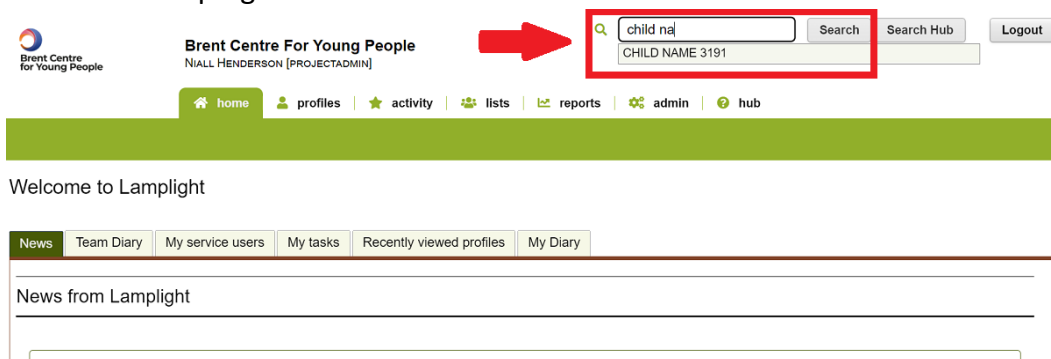 child na Search Search Hub Logout
CHILD NAME 3191
Brent Centre
for Young People
Brent Centre For Young People
NIALL HENDERSON [PROJECTADMIN]
home profiles activity lists reports admin hub
Welcome to Lamplight
News Team Diary My service users My tasks Recently viewed profiles My Diary
News from Lamplight